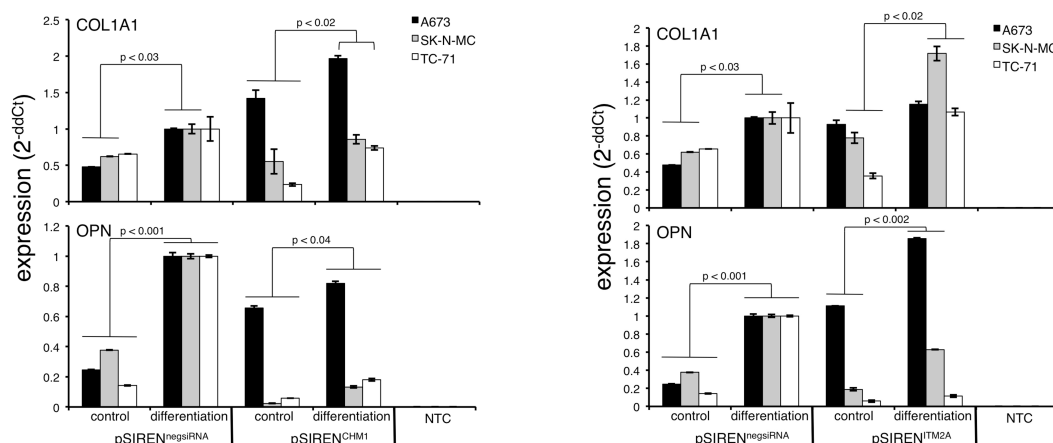 COL1A1
A673
SK-N-MC
TC-71
p < 0.03
p < 0.02
2.5
2
1.5
1
0.5
0
expression (2-ddCt)
OPN
p < 0.001
p < 0.04
1.2
1
0.8
0.6
0.4
0.2
0
control differentiation control differentiation NTC
pSIRENnegsiRNA pSIRENCHM1
COL1A1
A673
SK-N-MC
TC-71
p < 0.03
p < 0.02
2
1.8
1.6
1.4
1.2
1
0.8
0.6
0.4
0.2
0
expression (2-ddCt)
OPN
p < 0.001
p < 0.002
2
1.8
1.6
1.4
1.2
1
0.8
0.6
0.4
0.2
0
control differentiation control differentiation NTC
pSIRENnegsiRNA pSIRENITM2A